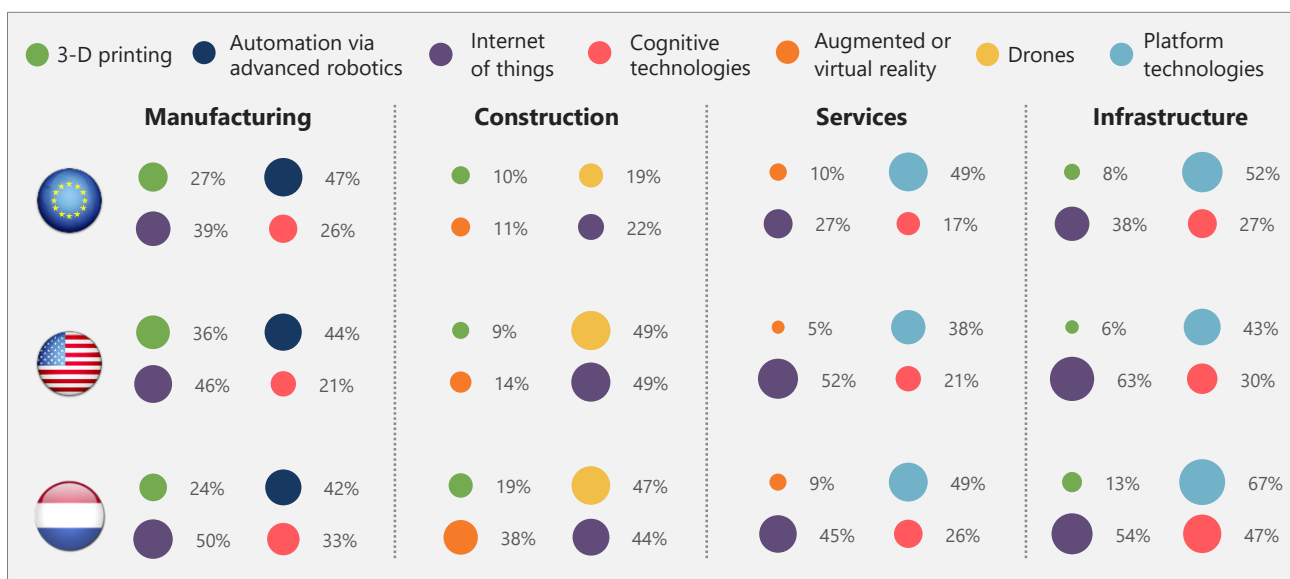 3-D printing
Automation via
advanced robotics
Internet
of things
Cognitive
technologies
Augmented or
virtual reality
Drones
Platform
technologies
Manufacturing
Construction
Services
Infrastructure
27% 47% 10% 19% 10% 49% 8% 52%
39% 26% 11% 22% 27% 17% 38% 27%
36% 44% 9% 49% 5% 38% 6% 43%
46% 21% 14% 49% 52% 21% 63% 30%
24% 42% 19% 47% 9% 49% 13% 67%
50% 33% 38% 44% 45% 26% 54% 47%